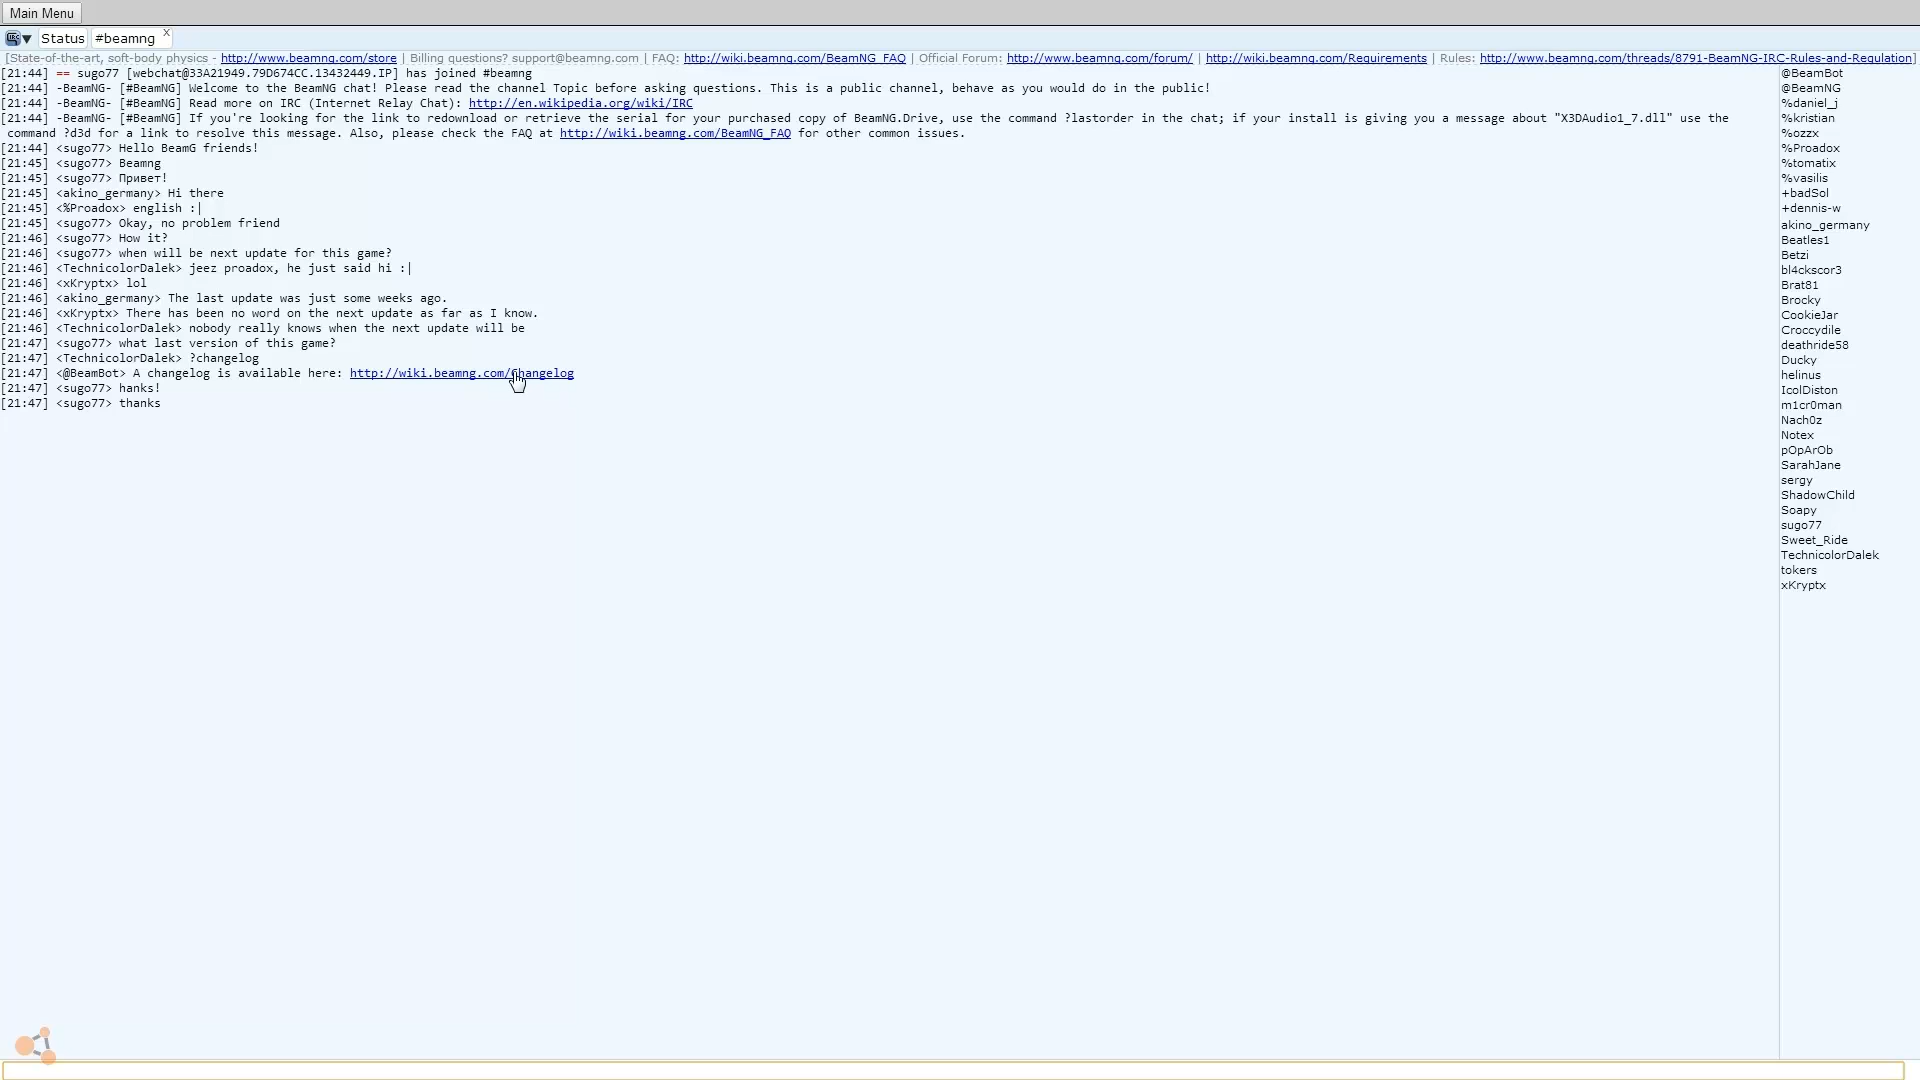 Main Menu
Status #beamng x
[State-of-the-art, soft-body physics - http://www.beamng.com/store | Billing questions? support@beamng.com | FAQ: http://wiki.beamng.com/BeamNG_FAQ | Official Forum: http://www.beamng.com/forum/ | http://wiki.beamng.com/Requirements | Rules: http://www.beamng.com/threads/8791-BeamNG-IRC-Rules-and-Regulation]
[21:44] == sugo77 [webchat@33A21949.79D674CC.13432449.IP] has joined #beamng
[21:44] -BeamNG- [#BeamNG] Welcome to the BeamNG chat! Please read the channel Topic before asking questions. This is a public channel, behave as you would do in the public!
[21:44] -BeamNG- [#BeamNG] Read more on IRC (Internet Relay Chat): http://en.wikipedia.org/wiki/IRC
[21:44] -BeamNG- [#BeamNG] If you're looking for the link to redownload or retrieve the serial for your purchased copy of BeamNG.Drive, use the command ?lastorder in the chat; if your install is giving you a message about "X3DAudio1_7.dll" use the
command ?d3d for a link to resolve this message. Also, please check the FAQ at http://wiki.beamng.com/BeamNG_FAQ for other common issues.
[21:44] <sugo77> Hello BeamG friends!
[21:45] <sugo77> Beamng
[21:45] <sugo77> Привет!
[21:45] <akino_germany> Hi there
[21:45] <%Proadox> english :|
[21:45] <sugo77> Okay, no problem friend
[21:46] <sugo77> How it?
[21:46] <sugo77> when will be next update for this game?
[21:46] <TechnicolorDalek> jeez proadox, he just said hi :|
[21:46] <xKryptx> lol
[21:46] <akino_germany> The last update was just some weeks ago.
[21:46] <xKryptx> There has been no word on the next update as far as I know.
[21:46] <TechnicolorDalek> nobody really knows when the next update will be
[21:47] <sugo77> what last version of this game?
[21:47] <TechnicolorDalek> ?changelog
[21:47] <@BeamBot> A changelog is available here: http://wiki.beamng.com/Changelog
[21:47] <sugo77> hanks!
[21:47] <sugo77> thanks
@BeamBot
@BeamNG
%daniel_j
%kristian
%ozzx
%Proadox
%tomatix
%vasilis
+badSol
+dennis-w
akino_germany
Beatles1
Betzi
bl4ckscor3
Brat81
Brocky
CookieJar
Croccydile
deathride58
Ducky
helinus
IcolDiston
m1cr0man
Nach0z
Notex
pOpArOb
SarahJane
sergy
ShadowChild
Soapy
sugo77
Sweet_Ride
TechnicolorDalek
tokers
xKryptx